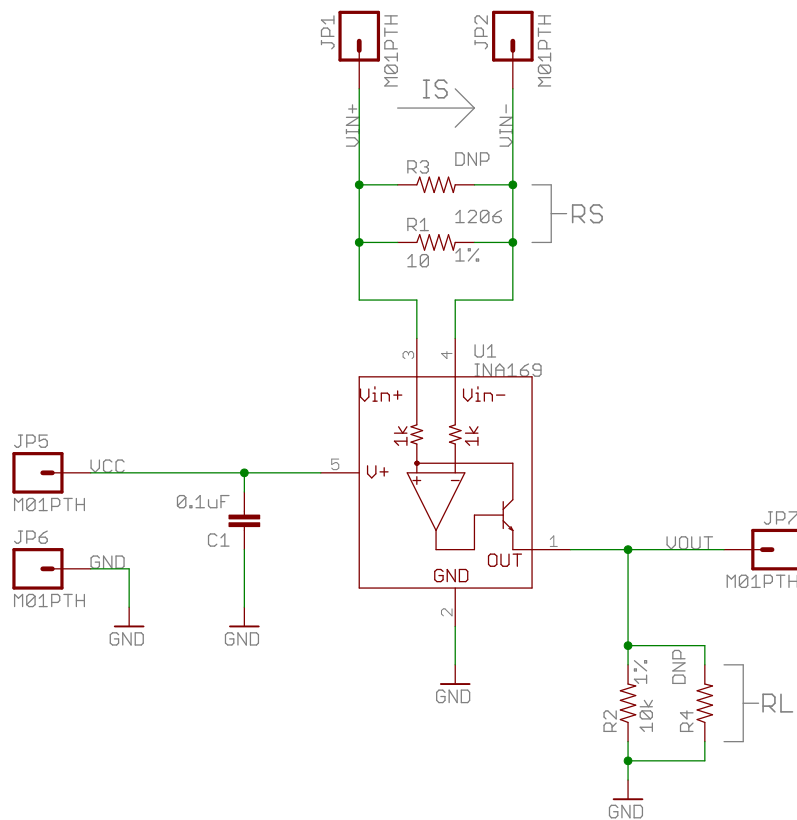 JP1
M01PTH
JP2
M01PTH
IS
VIN+
VIN-
R3
DNP
R1
1206
10
1%
RS
3
4
U1
INA169
Vin+
Vin-
1k
1k
JP5
VCC
M01PTH
5
V+
+
-
0.1uF
C1
JP6
GND
M01PTH
GND
GND
OUT
1
GND
2
GND
VOUT
JP7
M01PTH
1%
R2
10k
DNP
R4
RL
GND